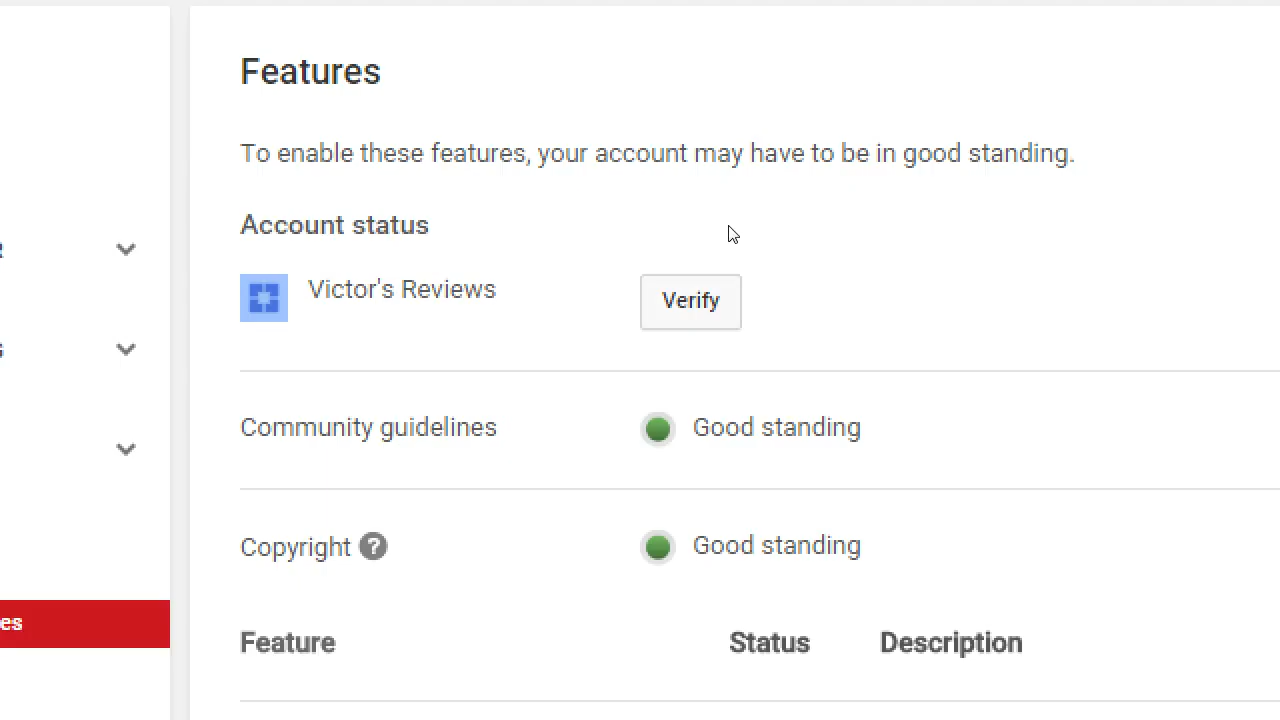 Features
To enable these features, your account may have to be in good standing.
Account status
Victor's Reviews
Verify
Community guidelines
Good standing
Copyright ?
Good standing
es
Feature Status Description